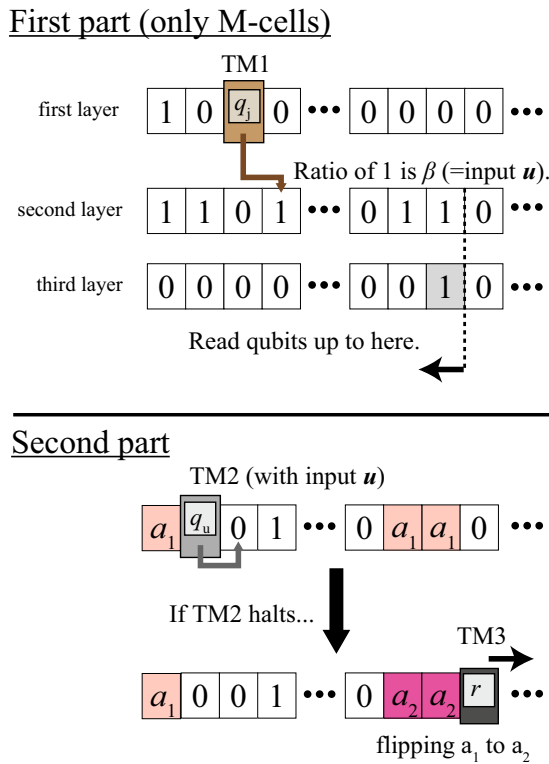 First part (only M-cells)
TM1
first layer 1 0 q_j 0 ••• 0 0 0 0 •••
Ratio of 1 is β (=input u).
second layer 1 1 0 1 ••• 0 1 1 0 •••
third layer 0 0 0 0 ••• 0 0 1 0 •••
Read qubits up to here.
Second part
TM2 (with input u)
a_1 q_u 0 1 ••• 0 a_1 a_1 0 •••
If TM2 halts...
TM3
a_1 0 0 1 ••• 0 a_2 a_2 r •••
flipping a_1 to a_2